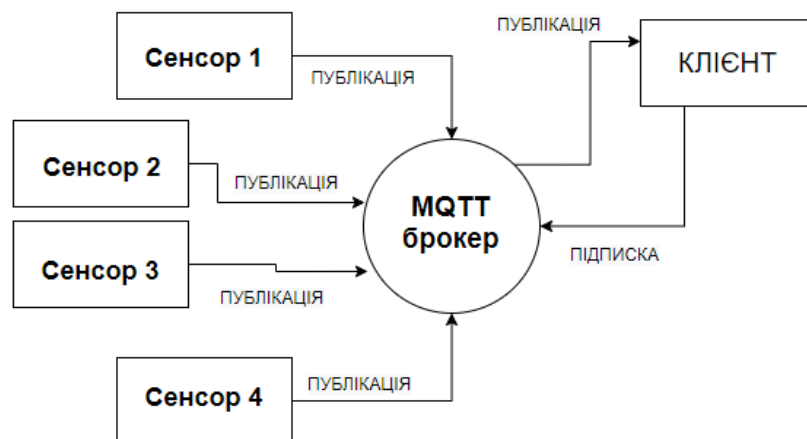 Сенсор 1
ПУБЛІКАЦІЯ
ПУБЛІКАЦІЯ
КЛІЄНТ
Сенсор 2
ПУБЛІКАЦІЯ
MQTT
брокер
ПІДПИСКА
Сенсор 3
ПУБЛІКАЦІЯ
Сенсор 4
ПУБЛІКАЦІЯ